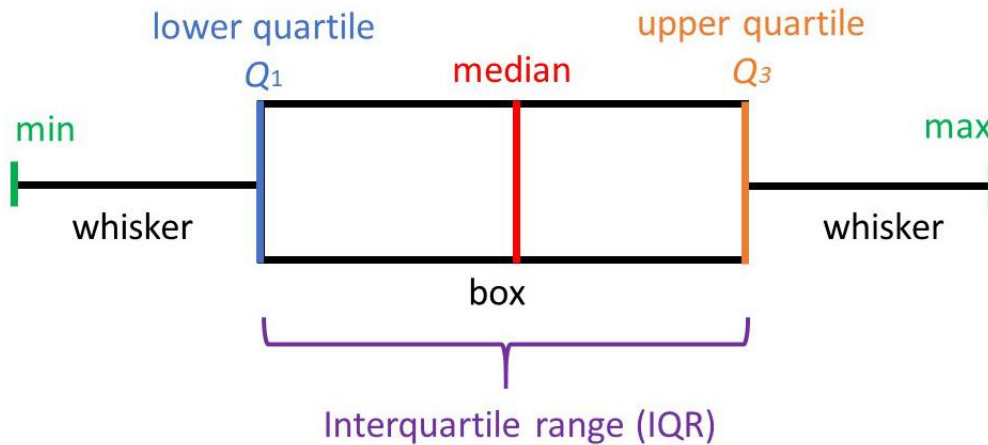 lower quartile
Q1
median
upper quartile
Q3
min
max
whisker
whisker
box
Interquartile range (IQR)